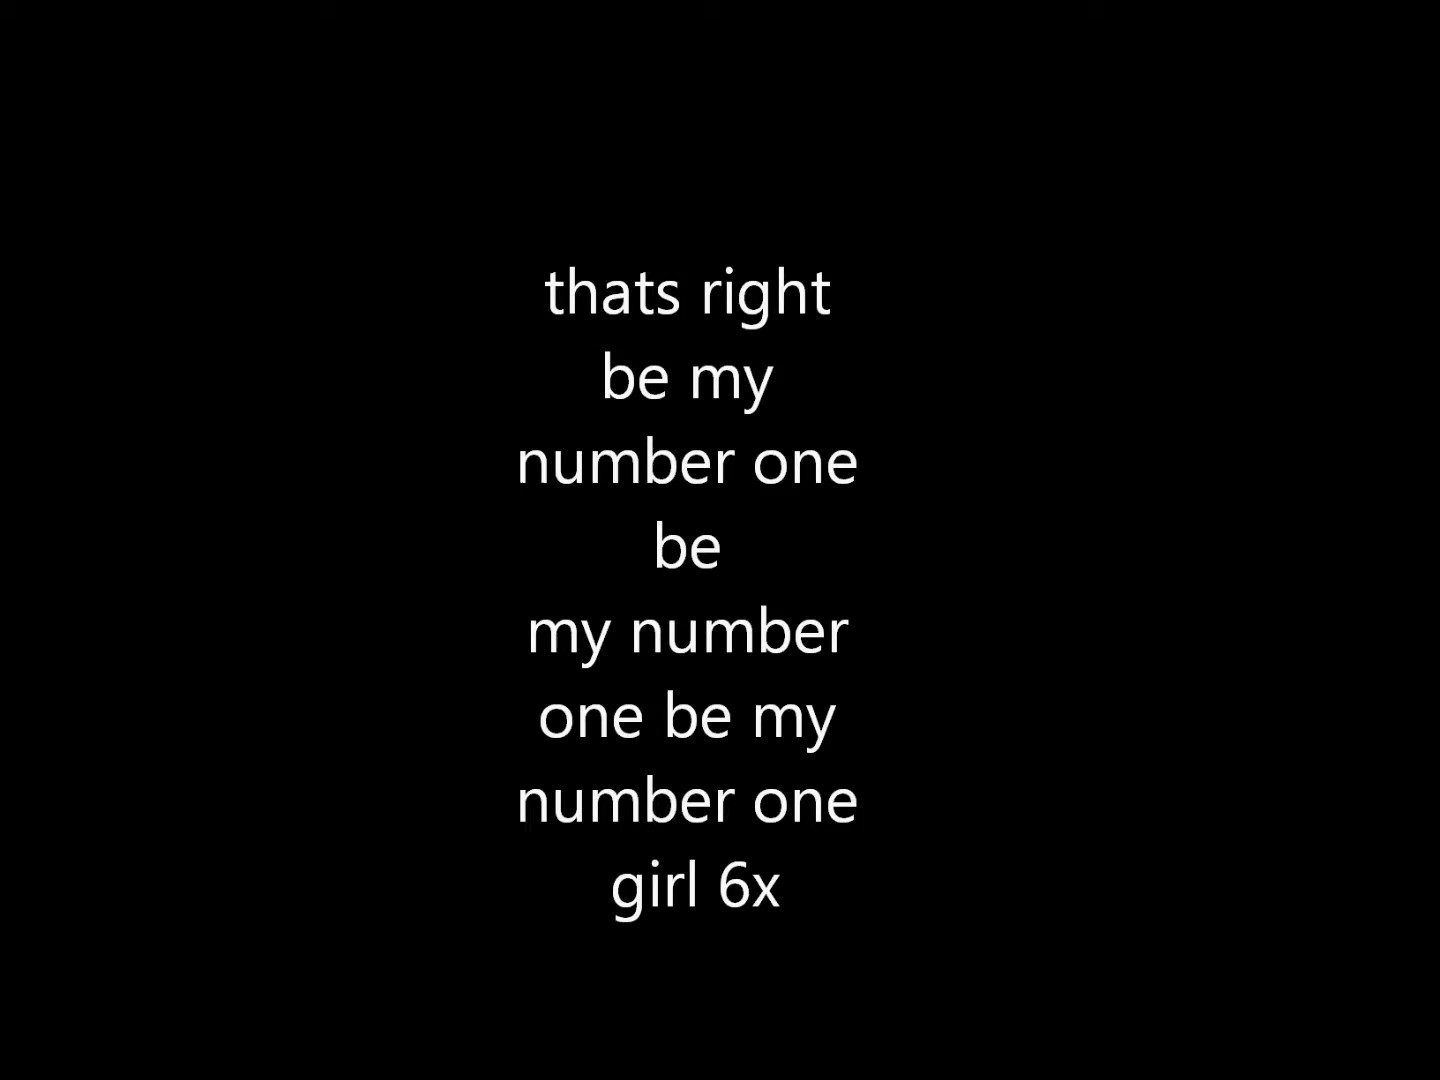 thats right
be my
number one
be
my number
one be my
number one
girl 6x